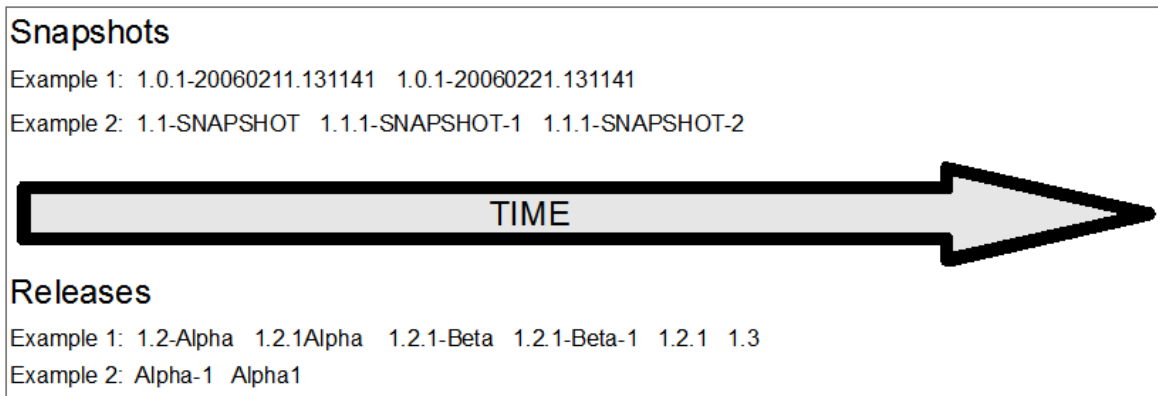 Snapshots
Example 1: 1.0.1-20060211.131141 1.0.1-20060221.131141
Example 2: 1.1-SNAPSHOT 1.1.1-SNAPSHOT-1 1.1.1-SNAPSHOT-2
TIME
Releases
Example 1: 1.2-Alpha 1.2.1Alpha 1.2.1-Beta 1.2.1-Beta-1 1.2.1 1.3
Example 2: Alpha-1 Alpha1